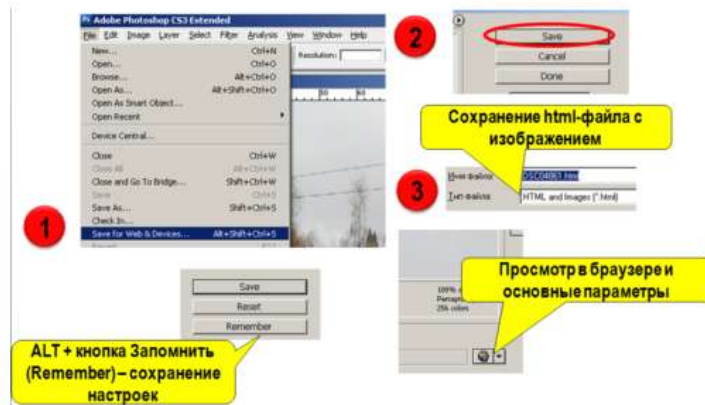 Adobe Photoshop CS3 Extended
File Edit Image Layer Select Filter Analysis View Window Help
New... Ctrl+N
Open... Ctrl+O
Browse... Alt+Ctrl+O
Open As... Alt+Shift+Ctrl+O
Open As Smart Object...
Open Recent
Device Central...
Close Ctrl+W
Close All Alt+Ctrl+W
Close and Go To Bridge... Shift+Ctrl+W
Save Ctrl+S
Save As... Shift+Ctrl+S
Check In...
Save for Web & Devices... Alt+Shift+Ctrl+S
Resolution:
50 60
1
2
Save
Cancel
Done
Сохранение html-файла с
изображением
3
Имя файла: DSC04961.html
Тип файла: HTML and Images (*.html)
Save
Reset
Remember
ALT + кнопка Запомнить
(Remember) – сохранение
настроек
Просмотр в браузере и
основные параметры
100%
256 colors